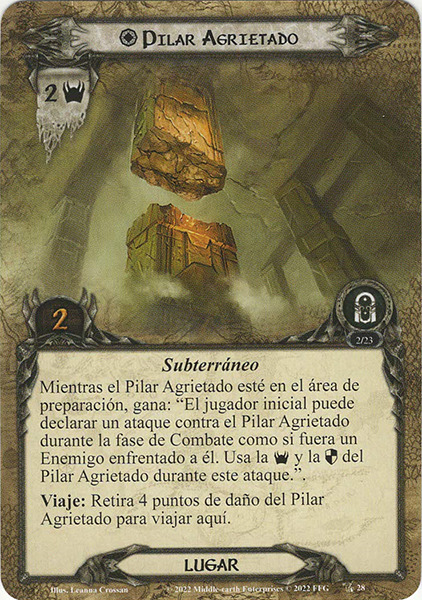 PILAR AGRIETADO
2
2
2/23
Subterráneo
Mientras el Pilar Agrietado esté en el área de
preparación, gana: “El jugador inicial puede
declarar un ataque contra el Pilar Agrietado
durante la fase de Combate como si fuera un
Enemigo enfrentado a él. Usa la y la del
Pilar Agrietado durante este ataque.”.
Viaje: Retira 4 puntos de daño del Pilar
Agrietado para viajar aquí.
LUGAR
Illus. Leanna Crossan © 2022 Middle-earth Enterprises © 2022 FFG 28